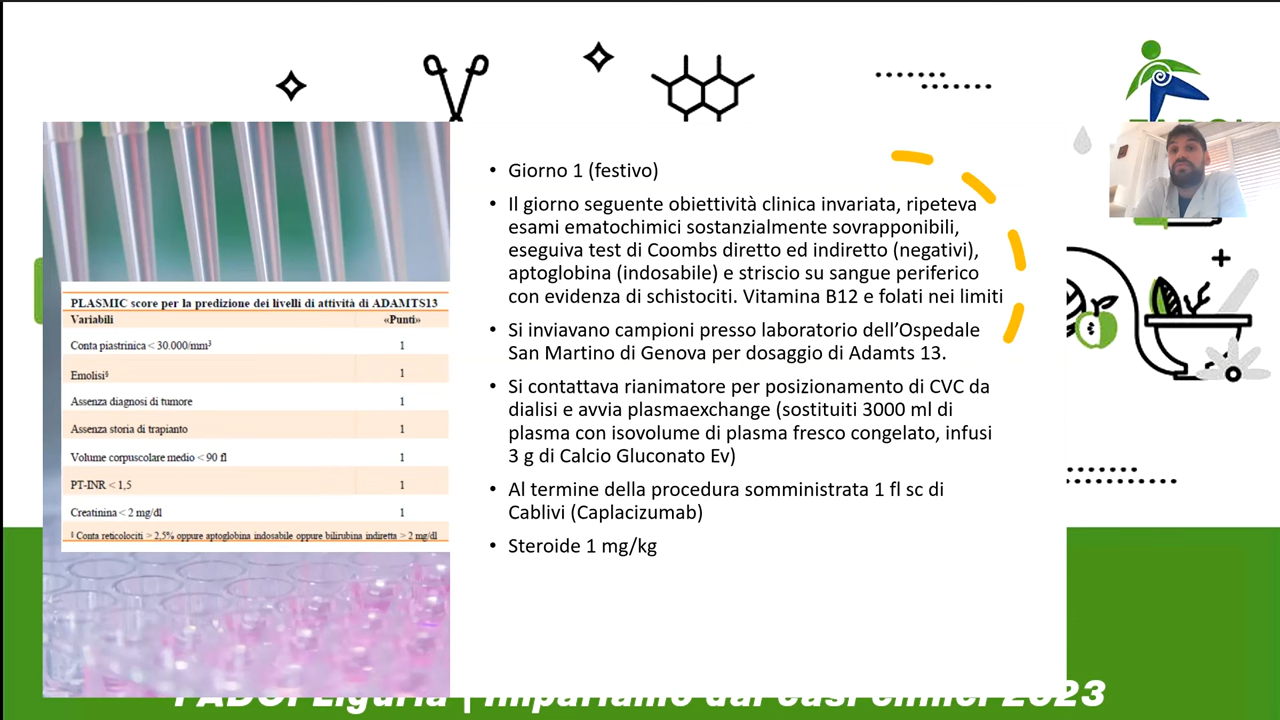 PLASMIC score per la predizione dei livelli di attività di ADAMTS13
Variabili «Punti»
Conta piastrinica < 30.000/mm³ 1
Emolisi§ 1
Assenza diagnosi di tumore 1
Assenza storia di trapianto 1
Volume corpuscolare medio < 90 fl 1
PT-INR < 1,5 1
Creatinina < 2 mg/dl 1
§ Conta reticolociti > 2,5% oppure aptoglobina indosabile oppure bilirubina indiretta > 2 mg/dl
• Giorno 1 (festivo)
• Il giorno seguente obiettività clinica invariata, ripeteva
esami ematochimici sostanzialmente sovrapponibili,
eseguiva test di Coombs diretto ed indiretto (negativi),
aptoglobina (indosabile) e striscio su sangue periferico
con evidenza di schistociti. Vitamina B12 e folati nei limiti
• Si inviavano campioni presso laboratorio dell’Ospedale
San Martino di Genova per dosaggio di Adamts 13.
• Si contattava rianimatore per posizionamento di CVC da
dialisi e avvia plasmaexchange (sostituiti 3000 ml di
plasma con isovolume di plasma fresco congelato, infusi
3 g di Calcio Gluconato Ev)
• Al termine della procedura somministrata 1 fl sc di
Cablivi (Caplacizumab)
• Steroide 1 mg/kg
FADOI Liguria | Impariamo dai casi clinici 2023